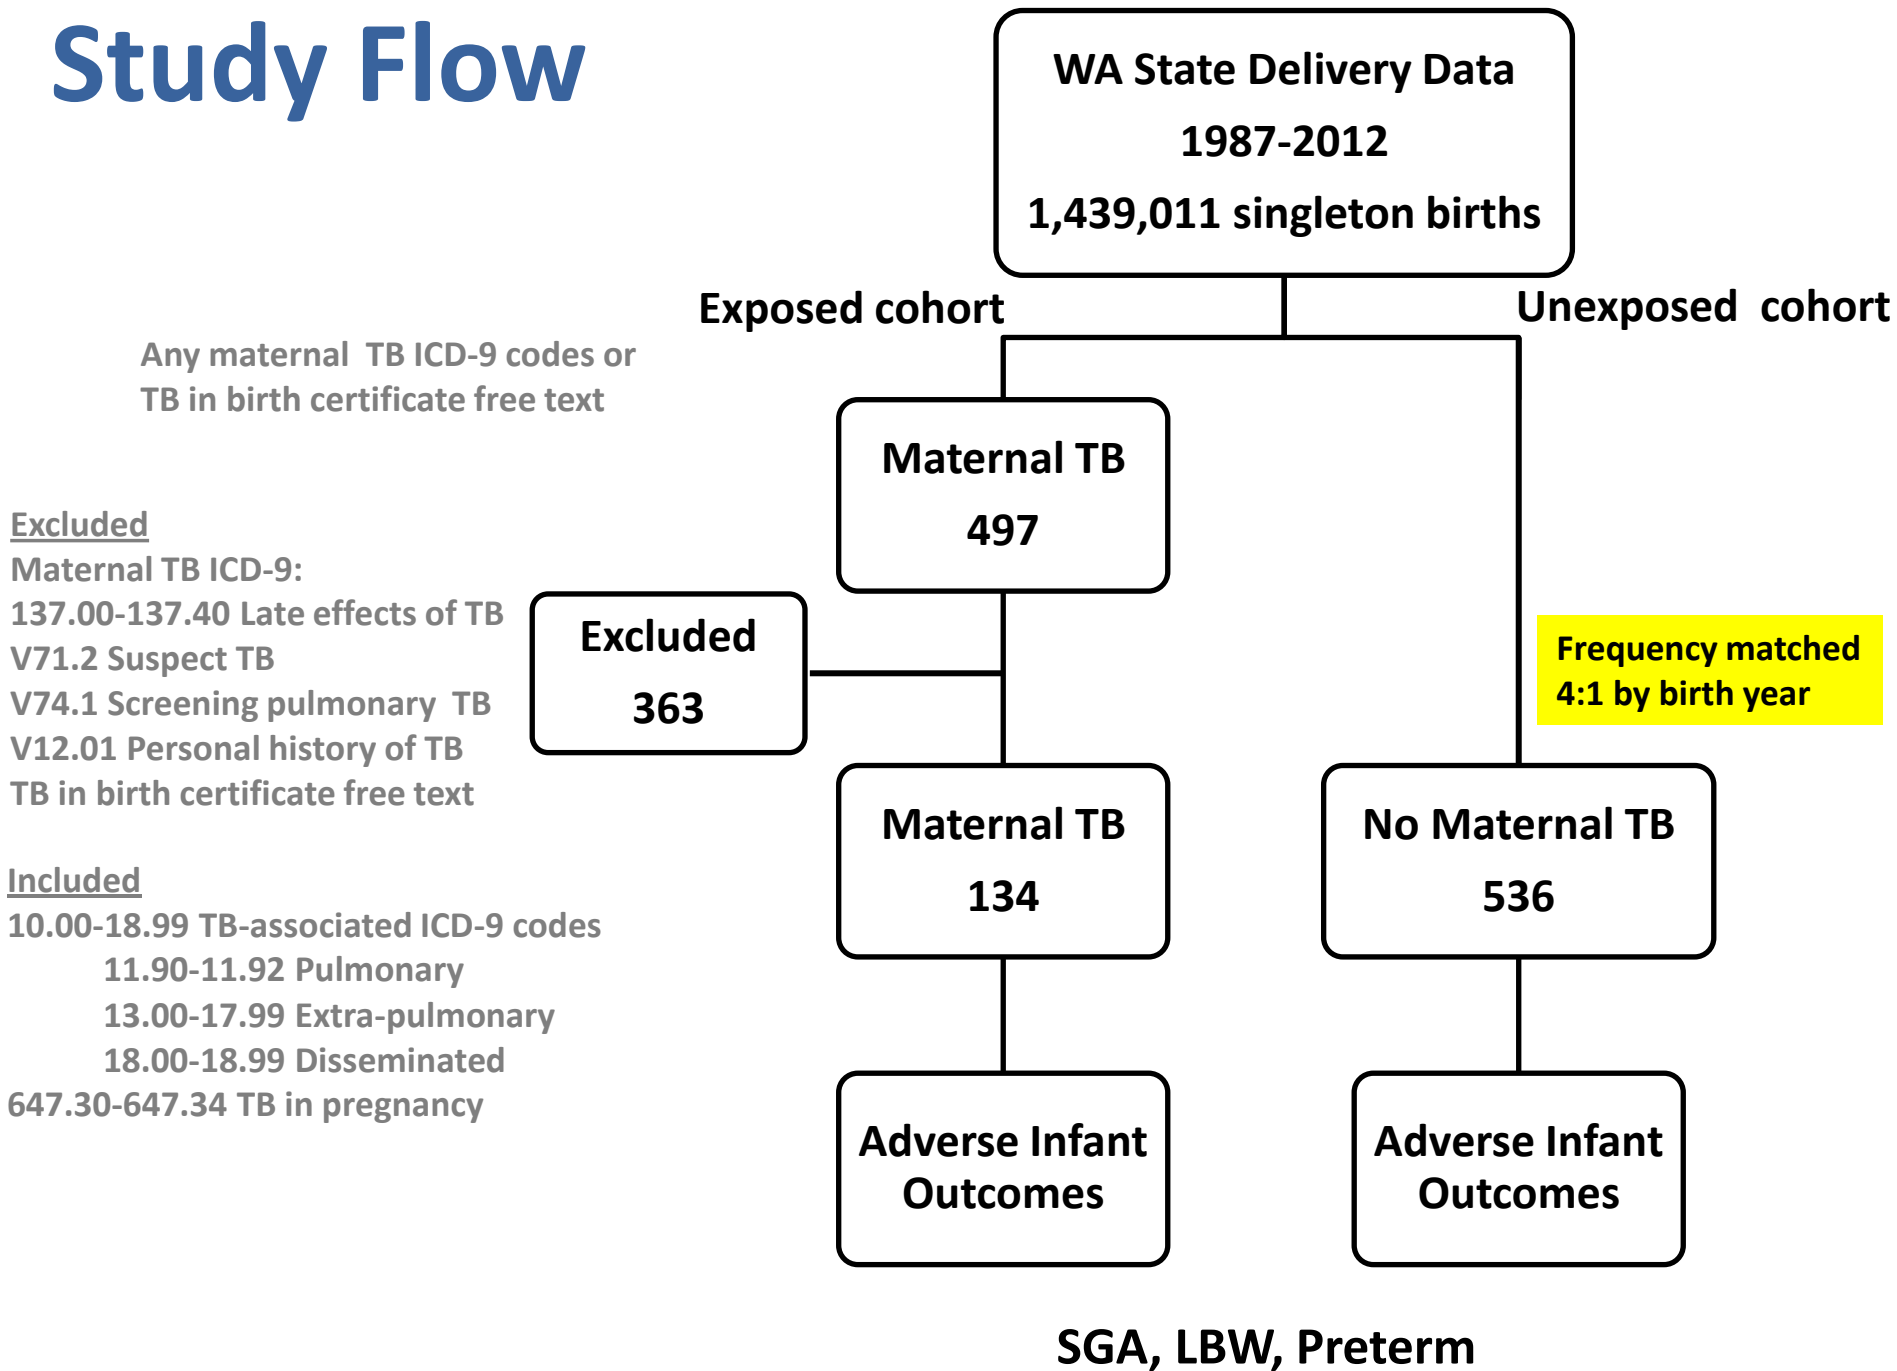 Study Flow
WA State Delivery Data
1987-2012
1,439,011 singleton births
Exposed cohort
Unexposed cohort
Any maternal TB ICD-9 codes or
TB in birth certificate free text
Maternal TB
497
Excluded
Maternal TB ICD-9:
137.00-137.40 Late effects of TB
V71.2 Suspect TB
V74.1 Screening pulmonary TB
V12.01 Personal history of TB
TB in birth certificate free text
Excluded
363
Frequency matched
4:1 by birth year
Included
10.00-18.99 TB-associated ICD-9 codes
11.90-11.92 Pulmonary
13.00-17.99 Extra-pulmonary
18.00-18.99 Disseminated
647.30-647.34 TB in pregnancy
Maternal TB
134
No Maternal TB
536
Adverse Infant
Outcomes
Adverse Infant
Outcomes
SGA, LBW, Preterm